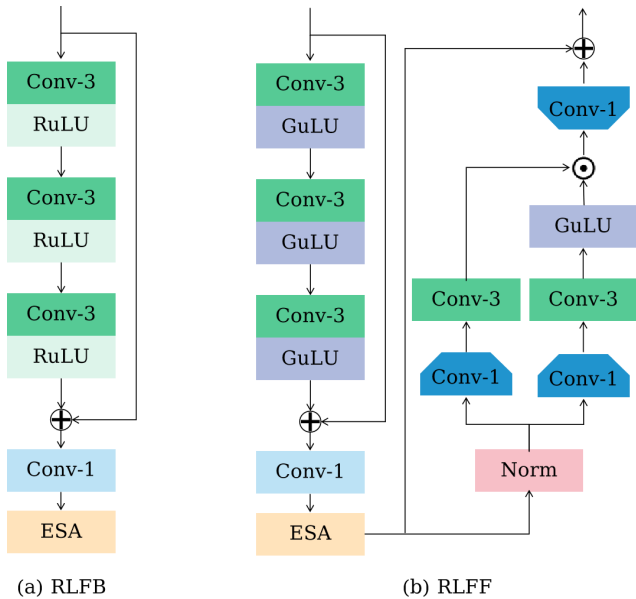 Conv-3
RuLU
Conv-3
RuLU
Conv-3
RuLU
Conv-1
ESA
(a) RLFB
Conv-3
GuLU
Conv-3
GuLU
Conv-3
GuLU
Conv-1
ESA
Conv-1
GuLU
Conv-3
Conv-3
Conv-1
Conv-1
Norm
(b) RLFF